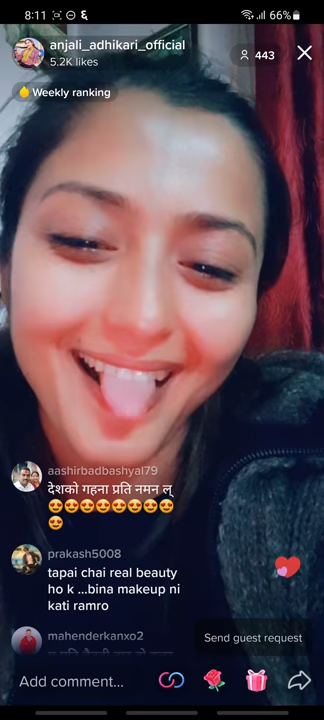 8:11 66%
anjali_adhikari_official
5.2K likes
443
Weekly ranking
aashirbadbashyal79
देशको गहना प्रति नमन ल्
😍😍😍😍😍😍😍😍
😍
prakash5008
tapai chai real beauty
ho k ...bina makeup ni
kati ramro
mahenderkanxo2
Send guest request
Add comment...